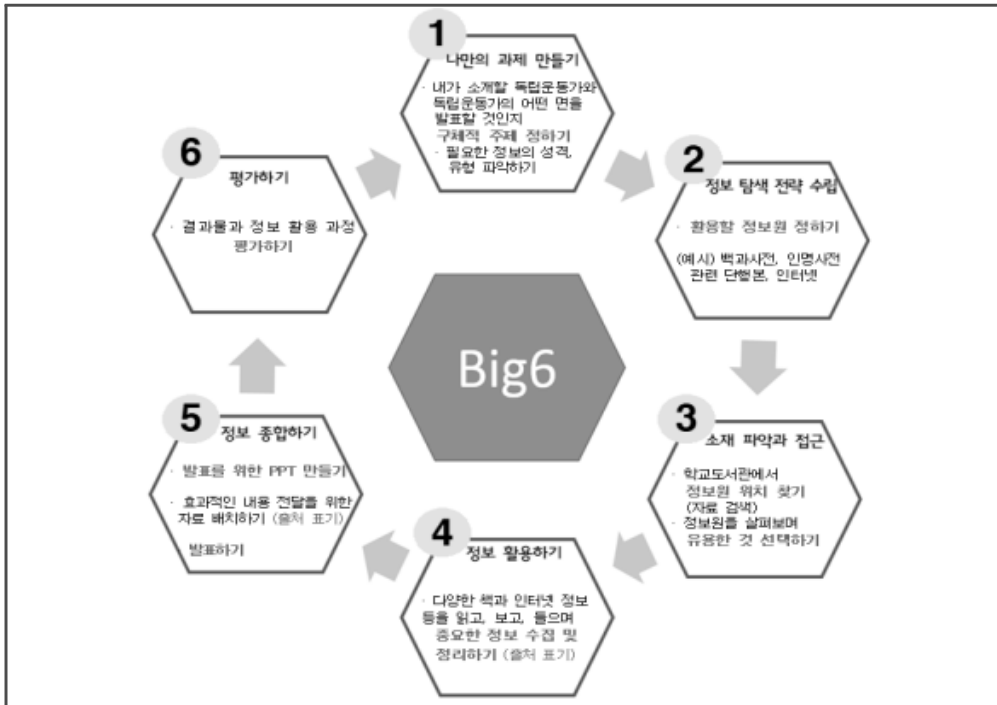 1
나만의 과제 만들기
· 내가 소개할 독립운동가와
독립운동가의 어떤 면을
발표할 것인지
구체적 주제 정하기
· 필요한 정보의 성격,
유형 파악하기
2
정보 탐색 전략 수립
· 활용할 정보원 정하기
(예시) 백과사전, 인명사전
관련 단행본, 인터넷
3
소재 파악과 접근
· 학교도서관에서
정보원 위치 찾기
(자료 검색)
· 정보원을 살펴보며
유용한 것 선택하기
4
정보 활용하기
· 다양한 책과 인터넷 정보
등을 읽고, 보고, 들으며
중요한 정보 수집 및
정리하기 (출처 표기)
5
정보 종합하기
· 발표를 위한 PPT 만들기
· 효과적인 내용 전달을 위한
자료 배치하기 (출처 표기)
발표하기
6
평가하기
· 결과물과 정보 활용 과정
평가하기
Big6